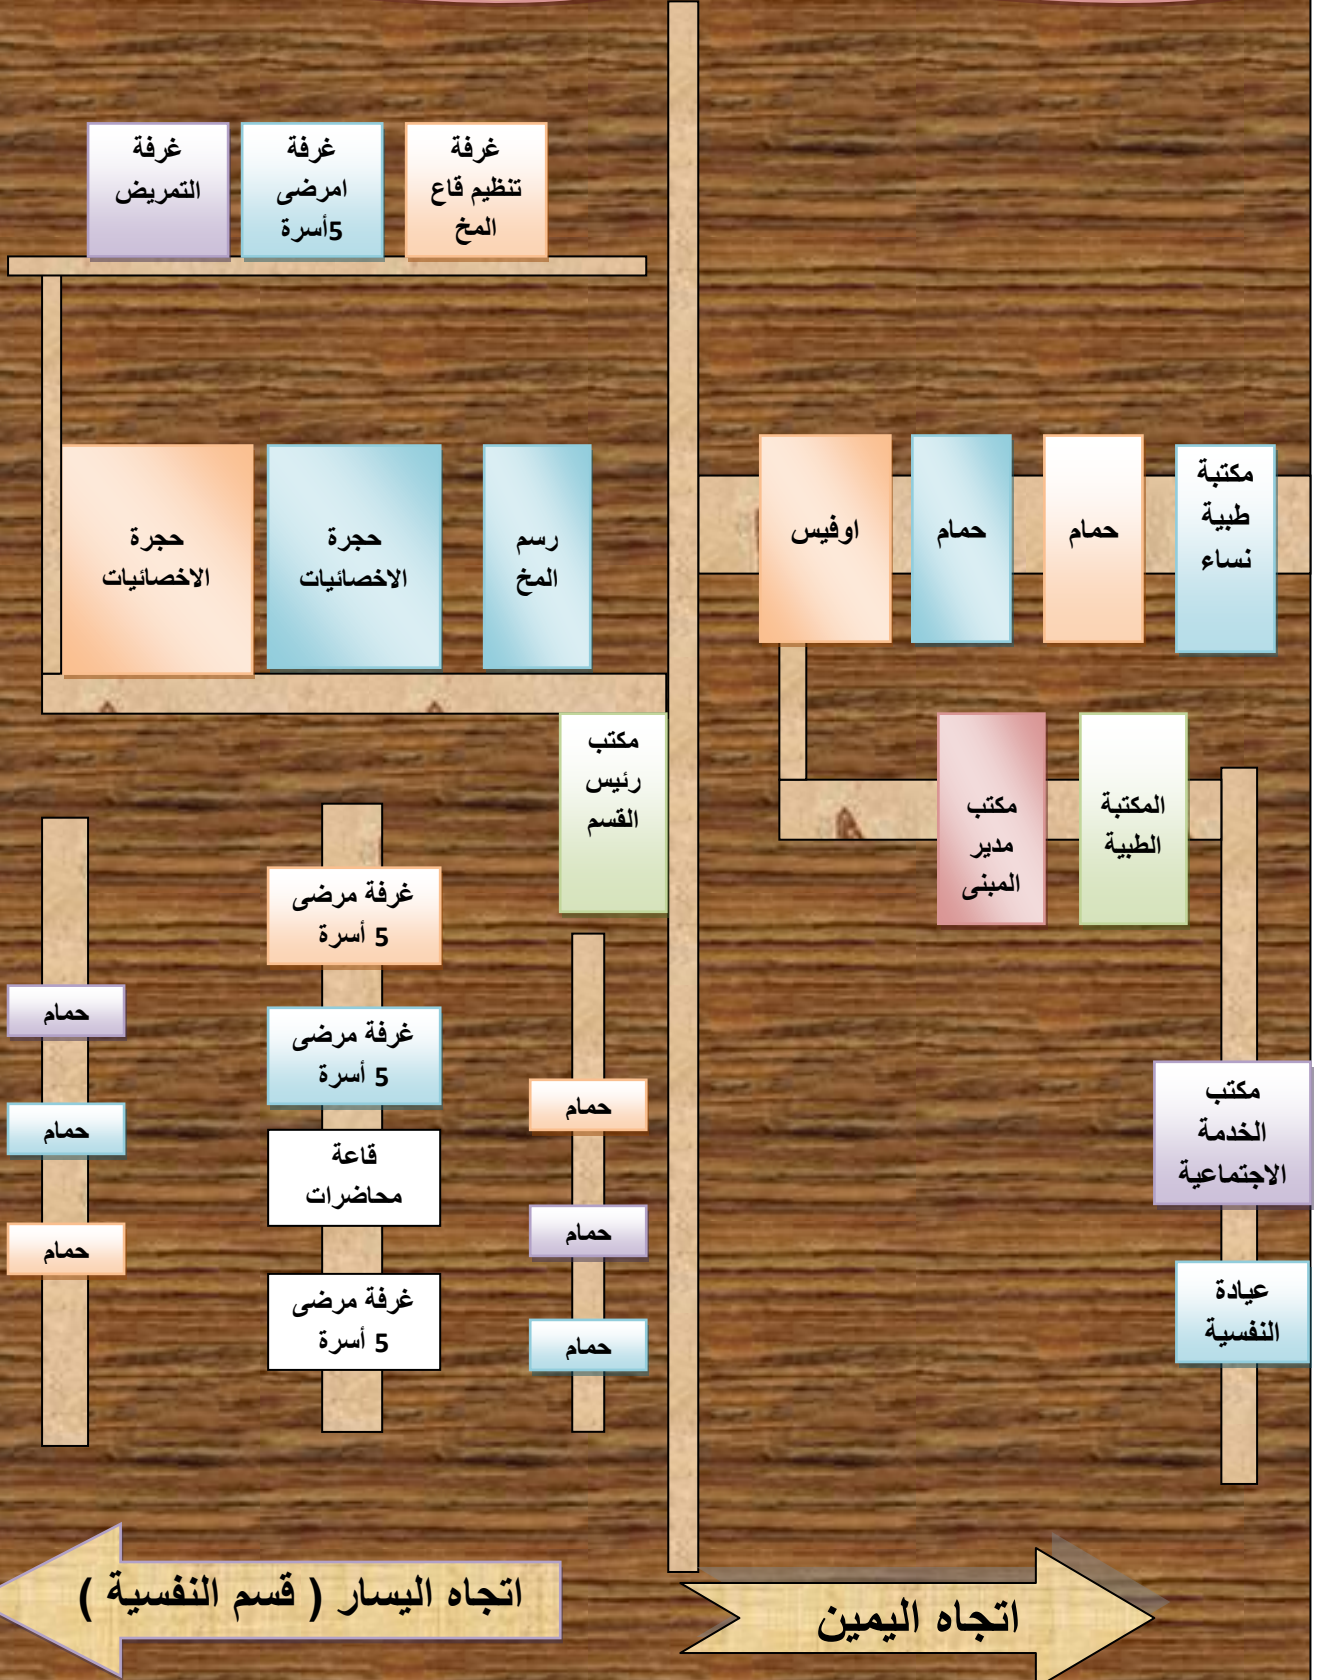 غرفة
تنظيم قاع
المخ
غرفة
امرضى
5أسرة
غرفة
التمريض
مكتبة
طبية
نساء
حمام
حمام
اوفيس
رسم
المخ
حجرة
الاخصائيات
حجرة
الاخصائيات
المكتبة
الطبية
مكتب
مدير
المبنى
مكتب
رئيس
القسم
غرفة مرضى
5 أسرة
غرفة مرضى
5 أسرة
قاعة
محاضرات
غرفة مرضى
5 أسرة
مكتب
الخدمة
الاجتماعية
عيادة
النفسية
حمام
حمام
حمام
حمام
حمام
حمام
اتجاه اليمين
اتجاه اليسار ( قسم النفسية )